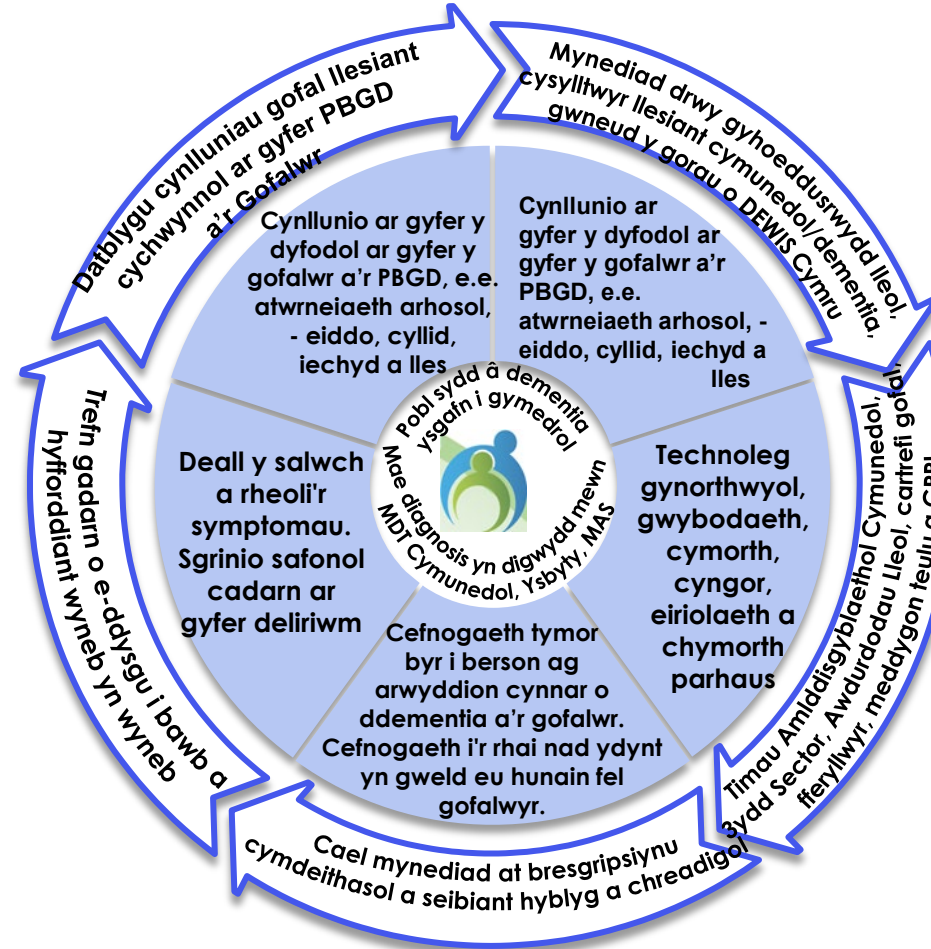 Datblygu cynlluniau gofal llesiant
cychwynnol ar gyfer PBGD
a’r Gofalwr
Mynediad drwy gyhoeddusrwydd lleol,
cysylltwyr llesiant cymunedol/dementia,
gwneud y gorau o DEWIS Cymru
Timau Amlddisgyblaethol Cymunedol,
3ydd Sector, Awdurdodau Lleol, cartrefi gofal,
fferyllwyr, meddygon teulu a
Cael mynediad at bresgripsiynu
cymdeithasol a seibiant hyblyg a chreadigol
Trefn gadarn o e-ddysgu i bawb a
hyfforddiant wyneb yn wyneb
Cynllunio ar gyfer y
dyfodol ar gyfer y
gofalwr a'r PBGD, e.e.
atwrneiaeth arhosol,
- eiddo, cyllid,
iechyd a lles
Cynllunio ar
gyfer y dyfodol ar
gyfer y gofalwr a’r
PBGD, e.e.
atwrneiaeth arhosol, -
eiddo, cyllid, iechyd a
lles
Technoleg
gynorthwyol,
gwybodaeth,
cymorth,
cyngor,
eiriolaeth a
chymorth
parhaus
Cefnogaeth tymor
byr i berson ag
arwyddion cynnar o
ddementia a'r gofalwr.
Cefnogaeth i'r rhai nad ydynt
yn gweld eu hunain fel
gofalwyr.
Deall y salwch
a rheoli'r
symptomau.
Sgrinio safonol
cadarn ar
gyfer deliriwm
Pobl sydd â dementia
ysgafn i gymedrol
Mae diagnosis yn digwydd mewn
MDT Cymunedol, Ysbyty, MAS